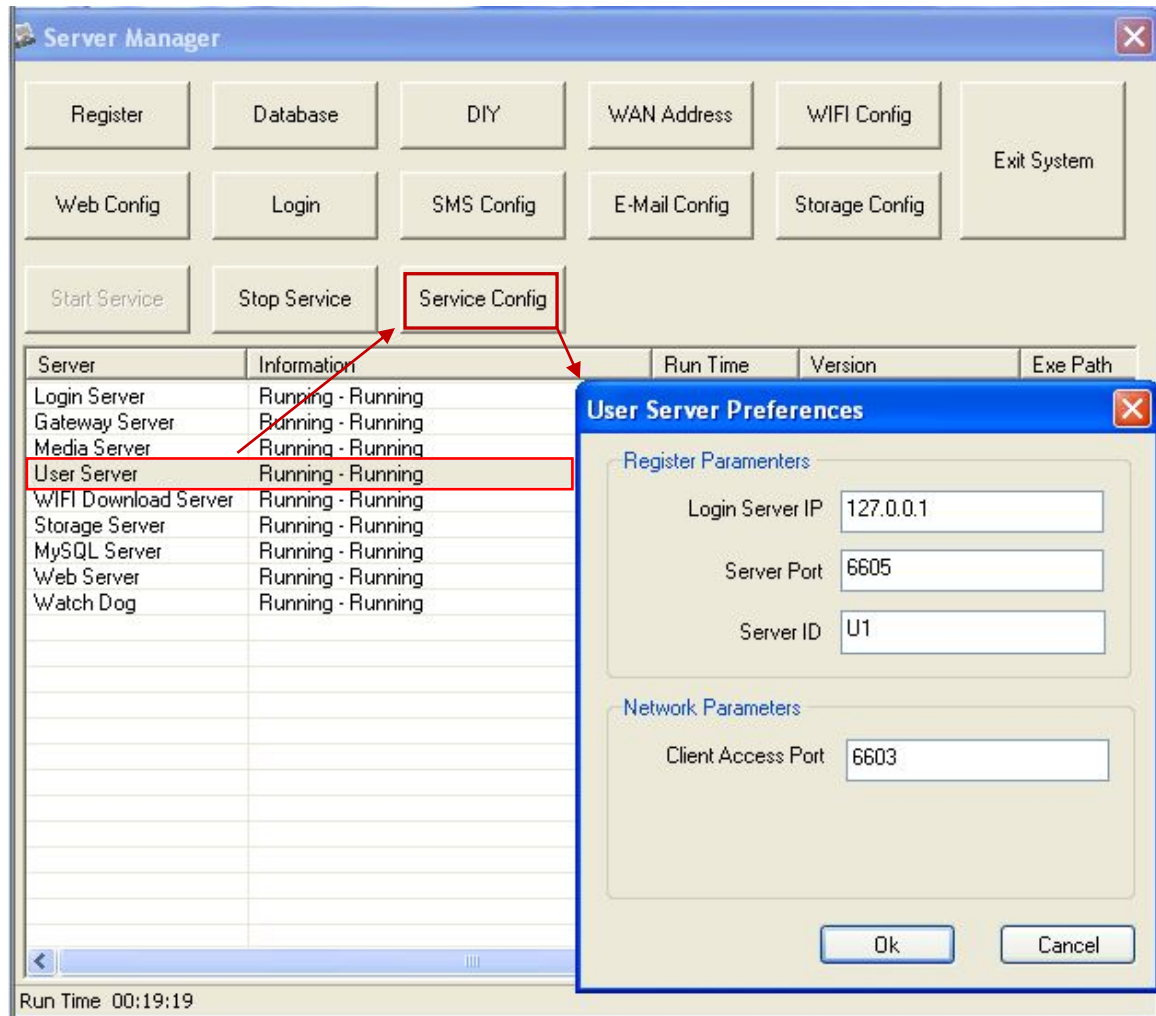 Server Manager
Register Database DIY WAN Address WIFI Config
Exit System
Web Config Login SMS Config E-Mail Config Storage Config
Start Service Stop Service Service Config
Server Information Run Time Version Exe Path
Login Server Running - Running
Gateway Server Running - Running
Media Server Running - Running
User Server Running - Running
WIFI Download Server Running - Running
Storage Server Running - Running
MySQL Server Running - Running
Web Server Running - Running
Watch Dog Running - Running
User Server Preferences
Register Paramenters
Login Server IP 127.0.0.1
Server Port 6605
Server ID U1
Network Parameters
Client Access Port 6603
Ok Cancel
Run Time 00:19:19